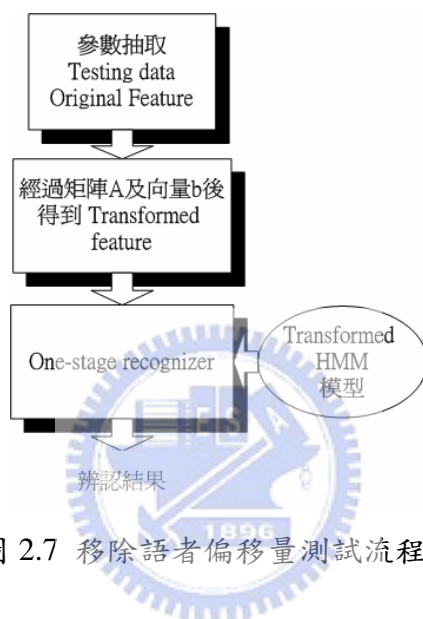 參數抽取
Testing data
Original Feature
經過矩陣A及向量b後
得到 Transformed
feature
One-stage recognizer
Transformed
HMM
模型
辨認結果
1896
圖 2.7 移除語者偏移量測試流程